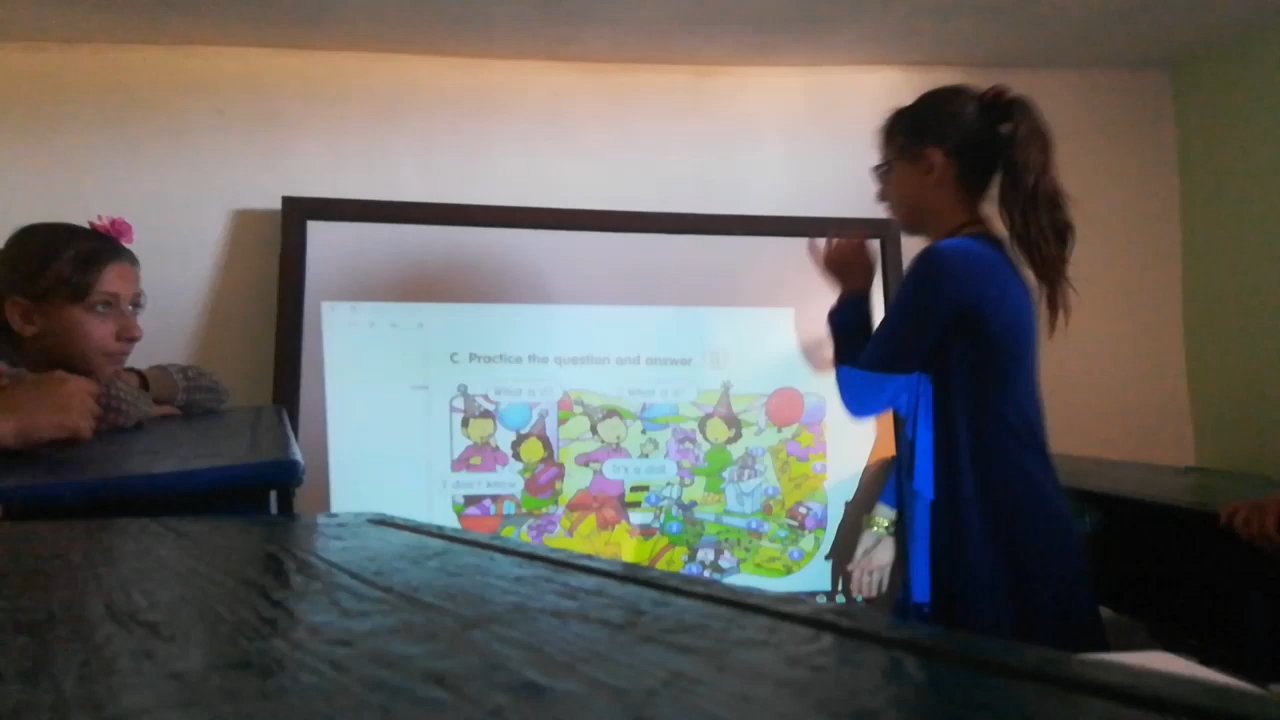 C. Practice the question and answer
What is it?
What is it?
It's a doll
I don't know